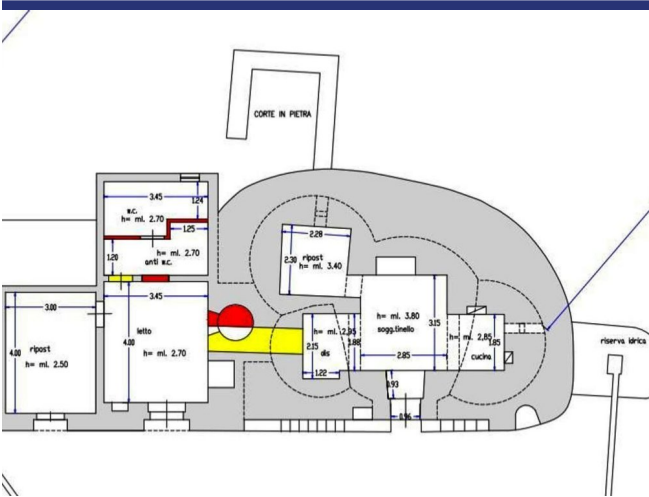 CORTE IN PIETRA
3.45
1.24
w.c.
h= ml. 2.70
1.25
1.20
h= ml. 2.70
anti w.c.
2.28
2.30
ripost
h= ml. 3.40
3.00
4.00
ripost
h= ml. 2.50
3.45
4.00
letto
h= ml. 2.70
h= ml. 2.95
2.15
1.88
dis
1.22
h= ml. 3.80
sogg.tinello
3.15
2.85
h= ml. 2,85
1.85
cucina
0.93
0.96
riserva idrica